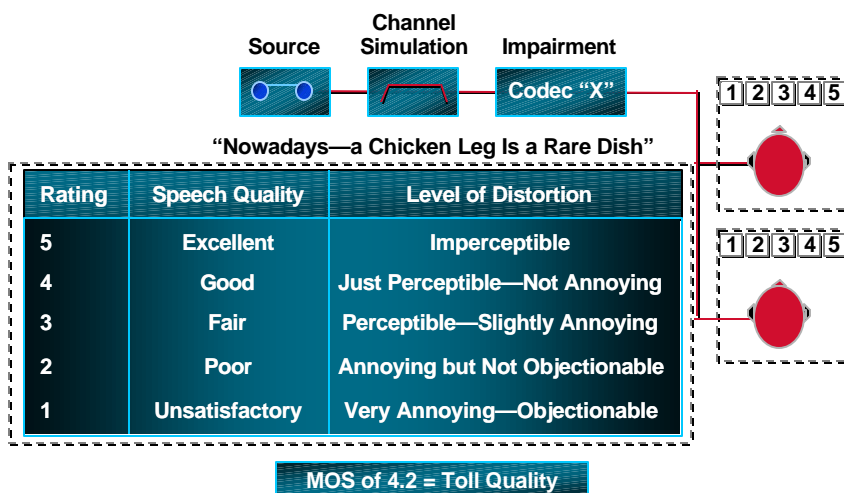 Source
Channel
Simulation
Impairment
Codec “X”
1 2 3 4 5
“Nowadays—a Chicken Leg Is a Rare Dish”
Rating Speech Quality Level of Distortion
5 Excellent Imperceptible
4 Good Just Perceptible—Not Annoying
3 Fair Perceptible—Slightly Annoying
2 Poor Annoying but Not Objectionable
1 Unsatisfactory Very Annoying—Objectionable
1 2 3 4 5
MOS of 4.2 = Toll Quality